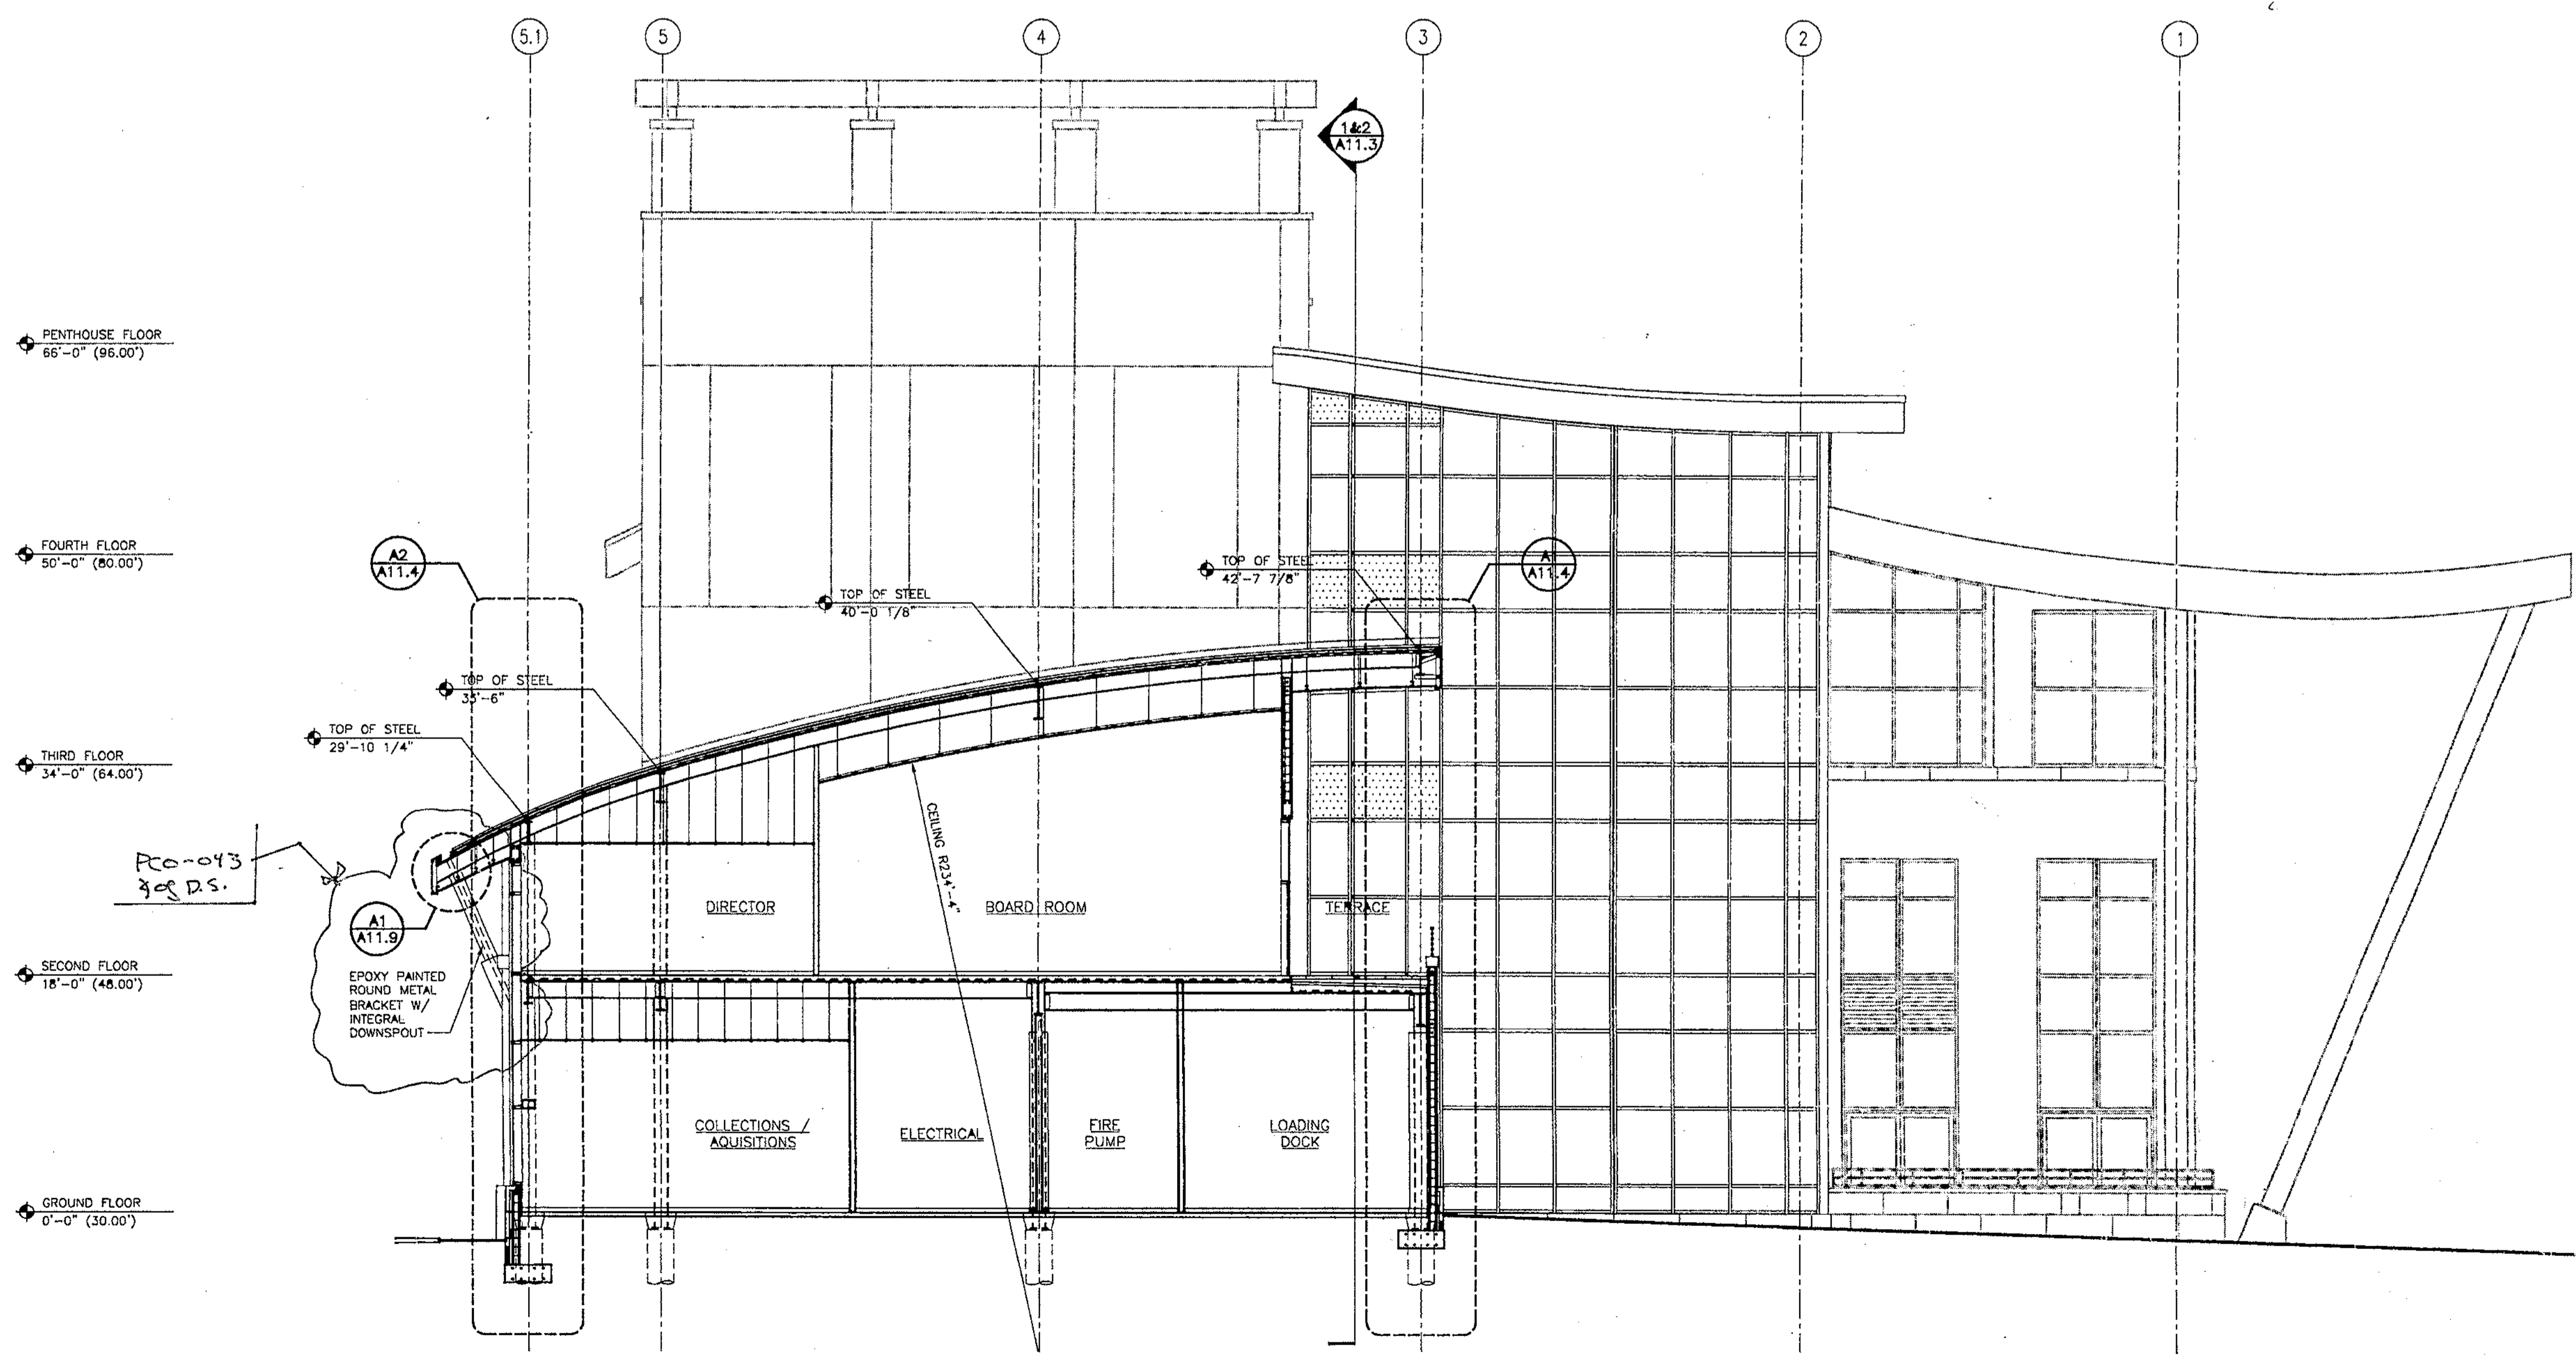 5.1
5
4
3
2
1
1&2
A11.3
PENTHOUSE FLOOR
66'-0" (96.00')
FOURTH FLOOR
50'-0" (80.00')
A2
A11.4
TOP OF STEEL
42'-7 7/8"
A1
A11.4
TOP OF STEEL
40'-0 1/8"
TOP OF STEEL
35'-6"
TOP OF STEEL
29'-10 1/4"
THIRD FLOOR
34'-0" (64.00')
CEILING R234'-4"
PCO-043
D.S.
A1
A11.9
DIRECTOR
BOARD ROOM
TERRACE
SECOND FLOOR
18'-0" (48.00')
EPOXY PAINTED
ROUND METAL
BRACKET W/
INTEGRAL
DOWNSPOUT
COLLECTIONS /
AQUISITIONS
ELECTRICAL
FIRE
PUMP
LOADING
DOCK
GROUND FLOOR
0'-0" (30.00')